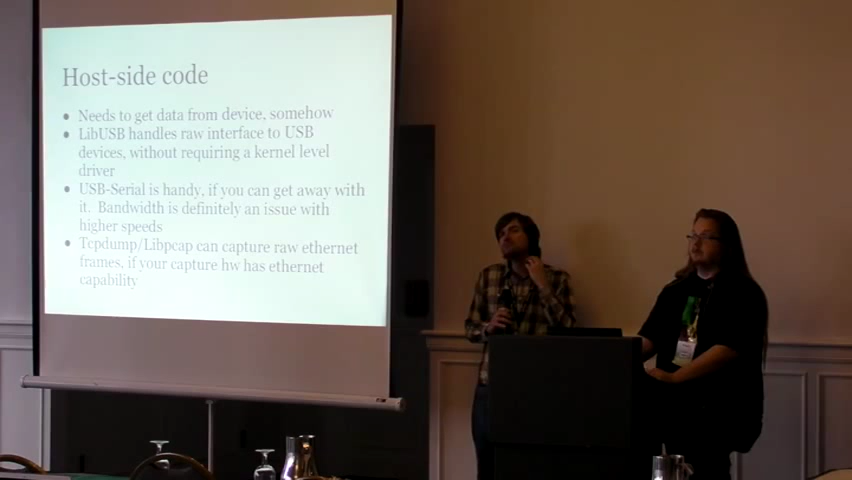 Host-side code
● Needs to get data from device, somehow
● LibUSB handles raw interface to USB
devices, without requiring a kernel level
driver
● USB-Serial is handy, if you can get away with
it. Bandwidth is definitely an issue with
higher speeds
● Tcpdump/Libpcap can capture raw ethernet
frames, if your capture hw has ethernet
capability